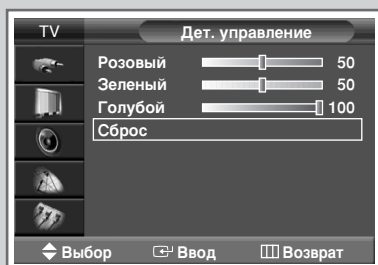 TV Дет. управление
Розовый 50
Зеленый 50
Голубой 100
Сброс
Выбор Ввод Возврат